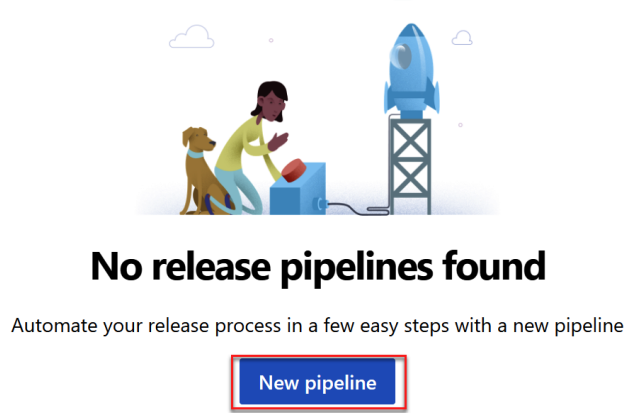 No release pipelines found
Automate your release process in a few easy steps with a new pipeline
New pipeline